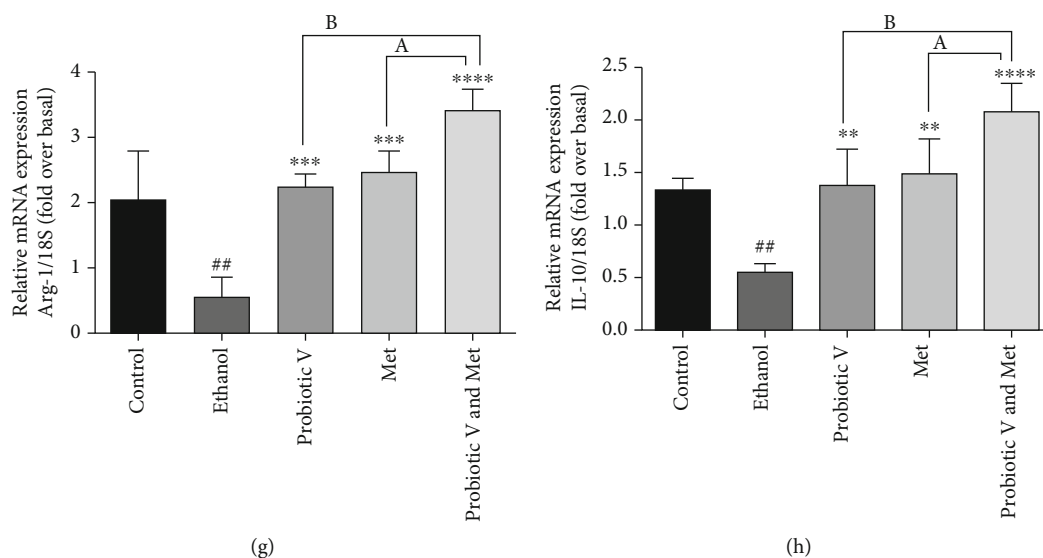 B
A
****
***
***
##
4
3
2
1
0
Relative mRNA expression
Arg-1/18S (fold over basal)
Control
Ethanol
Probiotic V
Met
Probiotic V and Met
(g)
B
A
****
**
**
##
2.5
2.0
1.5
1.0
0.5
0.0
Relative mRNA expression
IL-10/18S (fold over basal)
Control
Ethanol
Probiotic V
Met
Probiotic V and Met
(h)